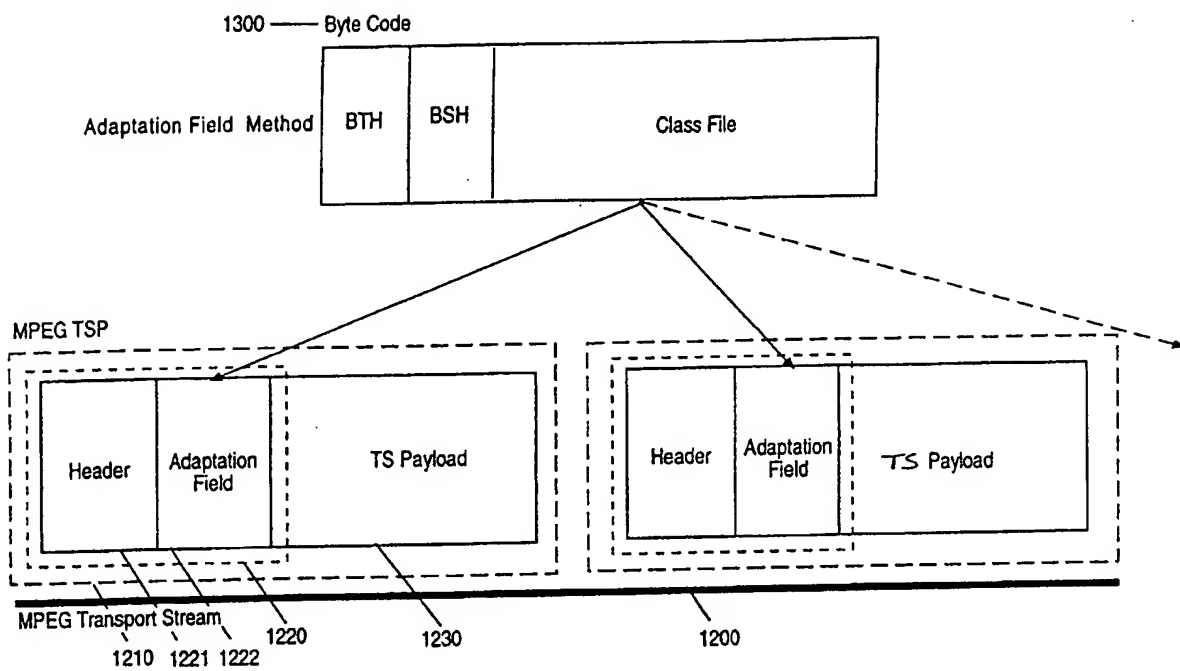 1300 Byte Code
Adaptation Field Method
BTH
BSH
Class File
MPEG TSP
Header
Adaptation
Field
TS Payload
Header
Adaptation
Field
TS Payload
MPEG Transport Stream
1210
1221
1222
1220
1230
1200